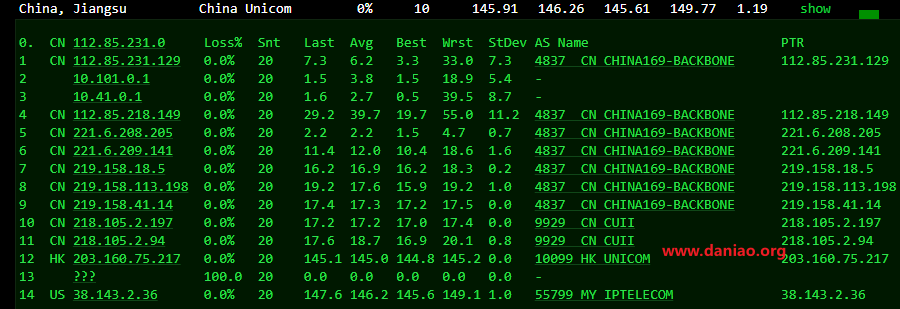 China, Jiangsu China Unicom 0% 10 145.91 146.26 145.61 149.77 1.19 show
0. CN 112.85.231.0 Loss% Snt Last Avg Best Wrst StDev AS Name PTR
1 CN 112.85.231.129 0.0% 20 7.3 6.2 3.3 33.0 7.3 4837 CN CHINA169-BACKBONE 112.85.231.129
2 10.101.0.1 0.0% 20 1.5 3.8 1.5 18.9 5.4 -
3 10.41.0.1 0.0% 20 1.6 2.7 0.5 39.5 8.7 -
4 CN 112.85.218.149 0.0% 20 29.2 39.7 19.7 55.0 11.2 4837 CN CHINA169-BACKBONE 112.85.218.149
5 CN 221.6.208.205 0.0% 20 2.2 2.2 1.5 4.7 0.7 4837 CN CHINA169-BACKBONE 221.6.208.205
6 CN 221.6.209.141 0.0% 20 11.4 12.0 10.4 18.6 1.6 4837 CN CHINA169-BACKBONE 221.6.209.141
7 CN 219.158.18.5 0.0% 20 16.2 16.9 16.2 18.3 0.2 4837 CN CHINA169-BACKBONE 219.158.18.5
8 CN 219.158.113.198 0.0% 20 19.2 17.6 15.9 19.2 1.0 4837 CN CHINA169-BACKBONE 219.158.113.198
9 CN 219.158.41.14 0.0% 20 17.4 17.3 17.2 17.5 0.0 4837 CN CHINA169-BACKBONE 219.158.41.14
10 CN 218.105.2.197 0.0% 20 17.2 17.2 17.0 17.4 0.0 9929 CN CUII 218.105.2.197
11 CN 218.105.2.94 0.0% 20 17.6 18.7 16.9 20.1 0.8 9929 CN CUII 218.105.2.94
www.daniao.org
12 HK 203.160.75.217 0.0% 20 145.1 145.0 144.8 145.2 0.0 10099 HK UNICOM 203.160.75.217
13 ??? 100.0 20 0.0 0.0 0.0 0.0 0.0 -
14 US 38.143.2.36 0.0% 20 147.6 146.2 145.6 149.1 1.0 55799 MY IPTELECOM 38.143.2.36